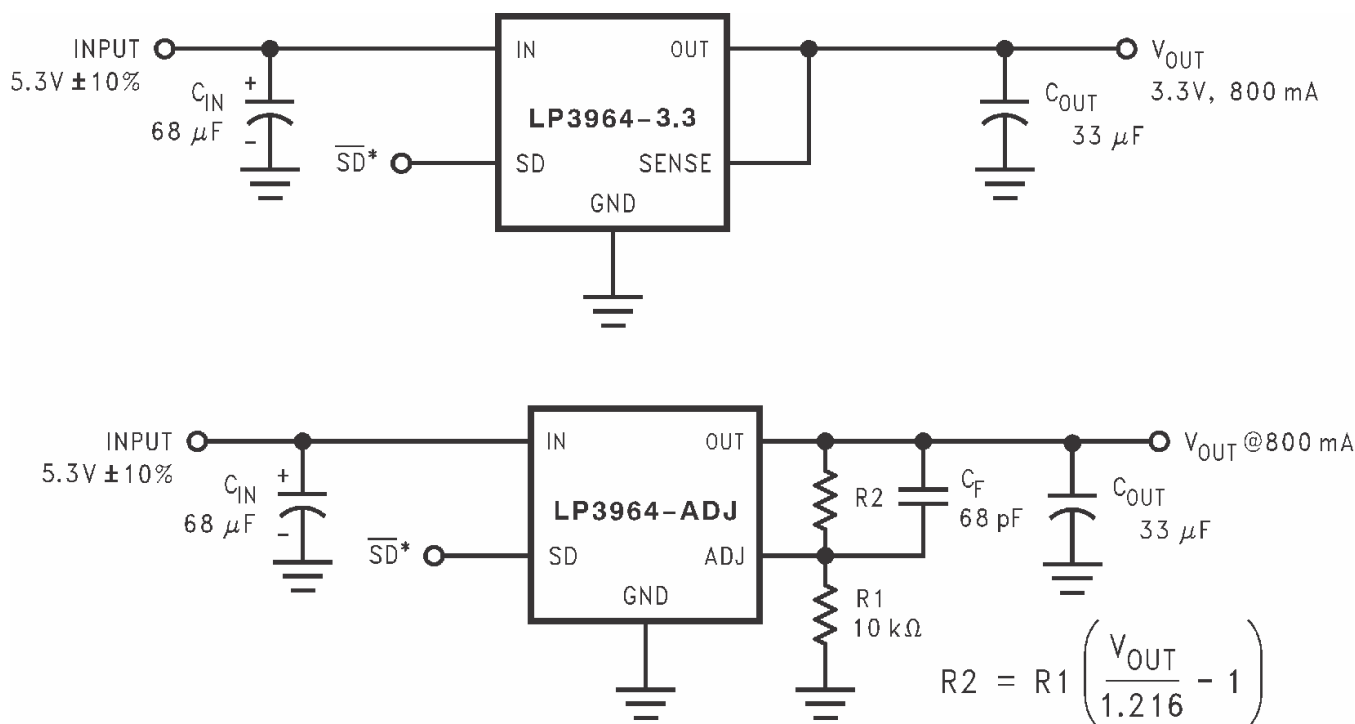 INPUT
5.3V ±10%
C_IN
68 µF
+
-
IN
OUT
LP3964-3.3
SD*
SD
SENSE
GND
V_OUT
3.3V, 800 mA
C_OUT
33 µF
INPUT
5.3V ±10%
C_IN
68 µF
+
-
IN
OUT
LP3964-ADJ
SD*
SD
ADJ
GND
R2
C_F
68 pF
R1
10 kΩ
V_OUT @800 mA
C_OUT
33 µF
R2 = R1 (V_OUT / 1.216 - 1)